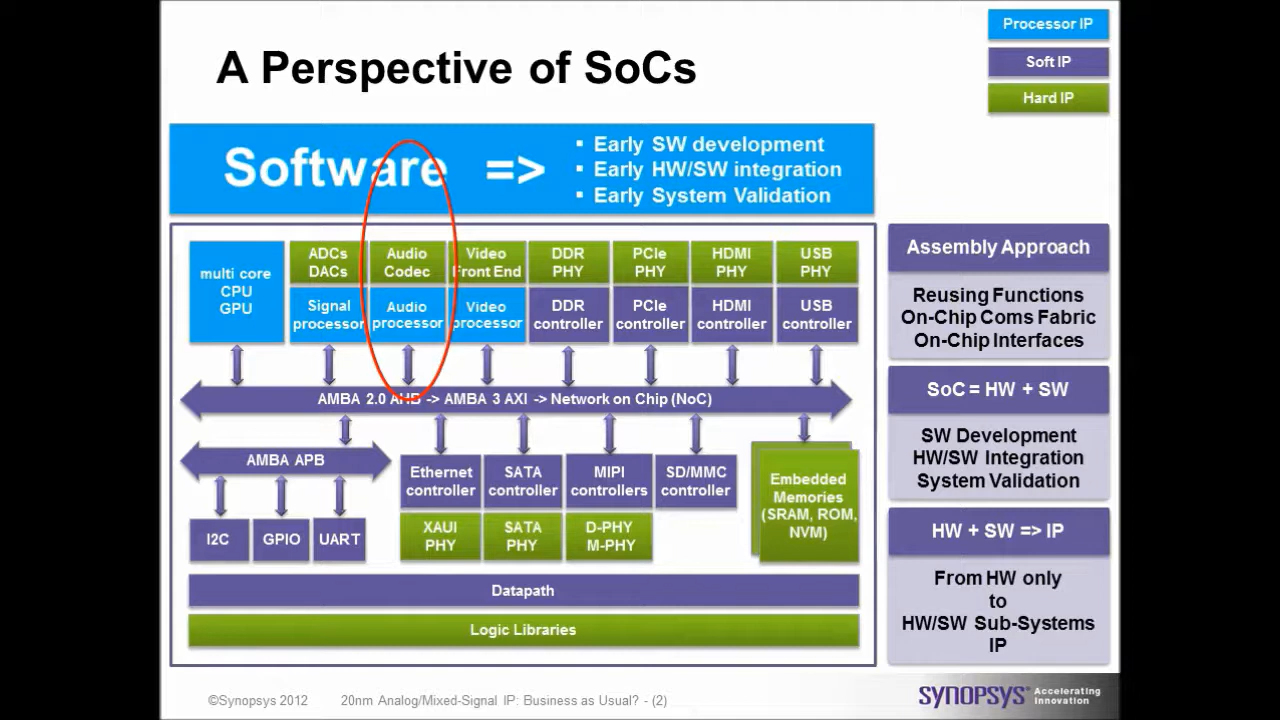 A Perspective of SoCs
Processor IP
Soft IP
Hard IP
Software =>
▪ Early SW development
▪ Early HW/SW integration
▪ Early System Validation
multi core
CPU
GPU
ADCs
DACs
Audio
Codec
Video
Front End
DDR
PHY
PCIe
PHY
HDMI
PHY
USB
PHY
Signal
processor
Audio
processor
Video
processor
DDR
controller
PCIe
controller
HDMI
controller
USB
controller
AMBA 2.0 AHB -> AMBA 3 AXI -> Network on Chip (NoC)
AMBA APB
I2C
GPIO
UART
Ethernet
controller
SATA
controller
MIPI
controllers
SD/MMC
controller
XAUI
PHY
SATA
PHY
D-PHY
M-PHY
Embedded
Memories
(SRAM, ROM,
NVM)
Datapath
Logic Libraries
Assembly Approach
Reusing Functions
On-Chip Coms Fabric
On-Chip Interfaces
SoC = HW + SW
SW Development
HW/SW Integration
System Validation
HW + SW => IP
From HW only
to
HW/SW Sub-Systems
IP
©Synopsys 2012
20nm Analog/Mixed-Signal IP: Business as Usual? - (2)
SYNOPSYS®
Accelerating
Innovation